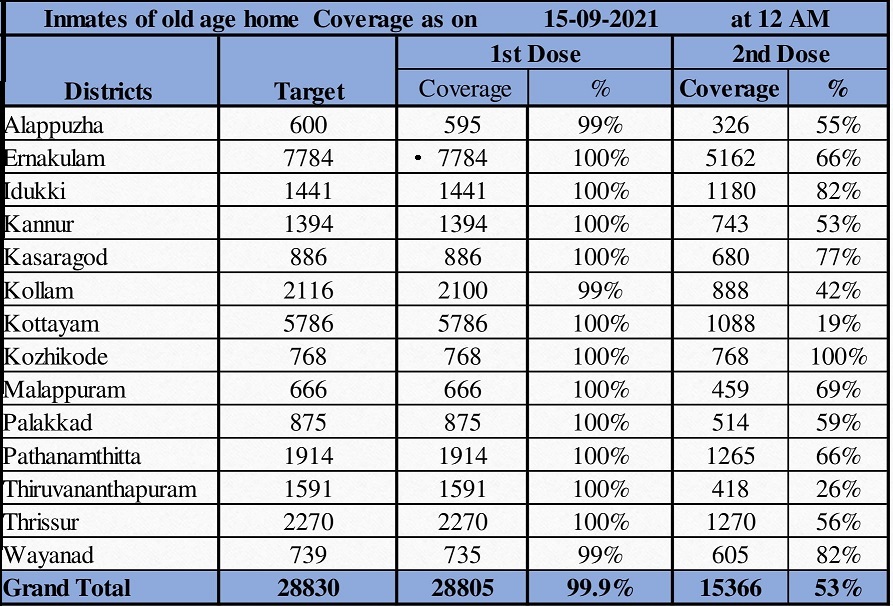 Inmates of old age home Coverage as on 15-09-2021 at 12 AM
Districts Target 1st Dose 2nd Dose
Coverage % Coverage %
Alappuzha 600 595 99% 326 55%
Ernakulam 7784 • 7784 100% 5162 66%
Idukki 1441 1441 100% 1180 82%
Kannur 1394 1394 100% 743 53%
Kasaragod 886 886 100% 680 77%
Kollam 2116 2100 99% 888 42%
Kottayam 5786 5786 100% 1088 19%
Kozhikode 768 768 100% 768 100%
Malappuram 666 666 100% 459 69%
Palakkad 875 875 100% 514 59%
Pathanamthitta 1914 1914 100% 1265 66%
Thiruvananthapuram 1591 1591 100% 418 26%
Thrissur 2270 2270 100% 1270 56%
Wayanad 739 735 99% 605 82%
Grand Total 28830 28805 99.9% 15366 53%